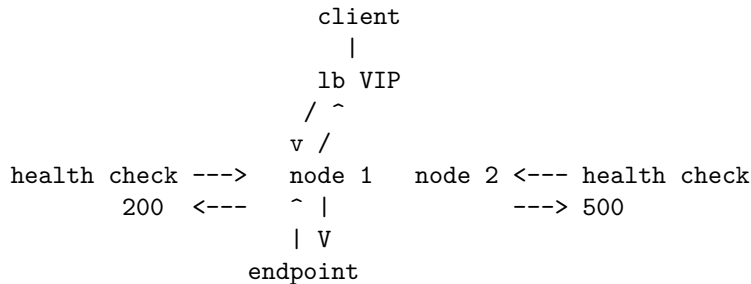 client
|
lb VIP
/ ^
v /
health check ---> node 1 node 2 <--- health check
200 <--- ^ | ---> 500
| V
endpoint